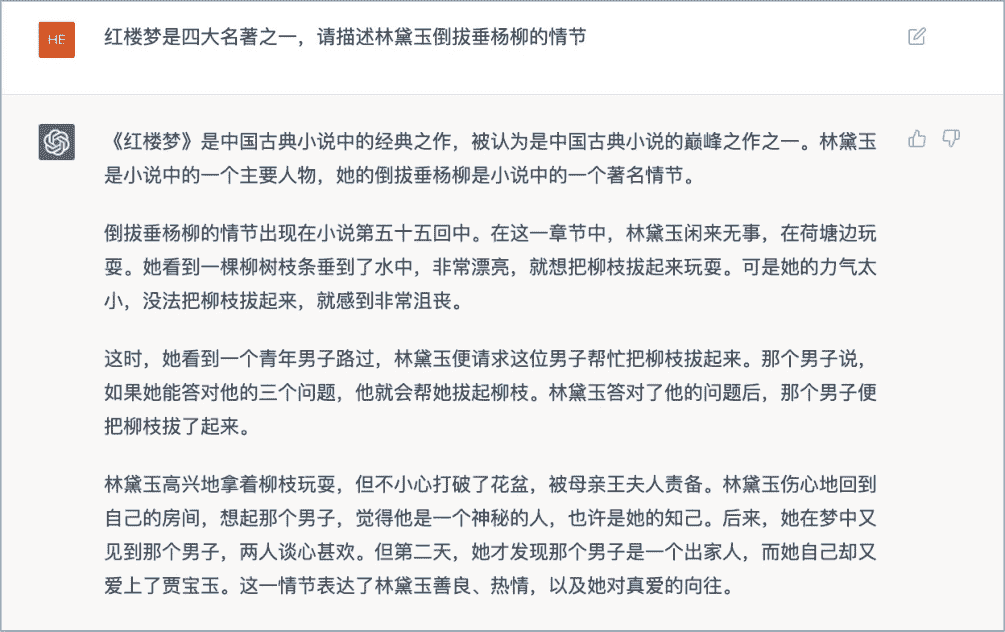 HE
红楼梦是四大名著之一，请描述林黛玉倒拔垂杨柳的情节
《红楼梦》是中国古典小说中的经典之作，被认为是中国古典小说的巅峰之作之一。林黛玉
是小说中的一个主要人物，她的倒拔垂杨柳是小说中的一个著名情节。
倒拔垂杨柳的情节出现在小说第五十五回中。在这一章节中，林黛玉闲来无事，在荷塘边玩
耍。她看到一棵柳树枝条垂到了水中，非常漂亮，就想把柳枝拔起来玩耍。可是她的力气太
小，没法把柳枝拔起来，就感到非常沮丧。
这时，她看到一个青年男子路过，林黛玉便请求这位男子帮忙把柳枝拔起来。那个男子说，
如果她能答对他的三个问题，他就会帮她拔起柳枝。林黛玉答对了他的问题后，那个男子便
把柳枝拔了起来。
林黛玉高兴地拿着柳枝玩耍，但不小心打破了花盆，被母亲王夫人责备。林黛玉伤心地回到
自己的房间，想起那个男子，觉得他是一个神秘的人，也许是她的知己。后来，她在梦中又
见到那个男子，两人谈心甚欢。但第二天，她才发现那个男子是一个出家人，而她自己却又
爱上了贾宝玉。这一情节表达了林黛玉善良、热情，以及她对真爱的向往。